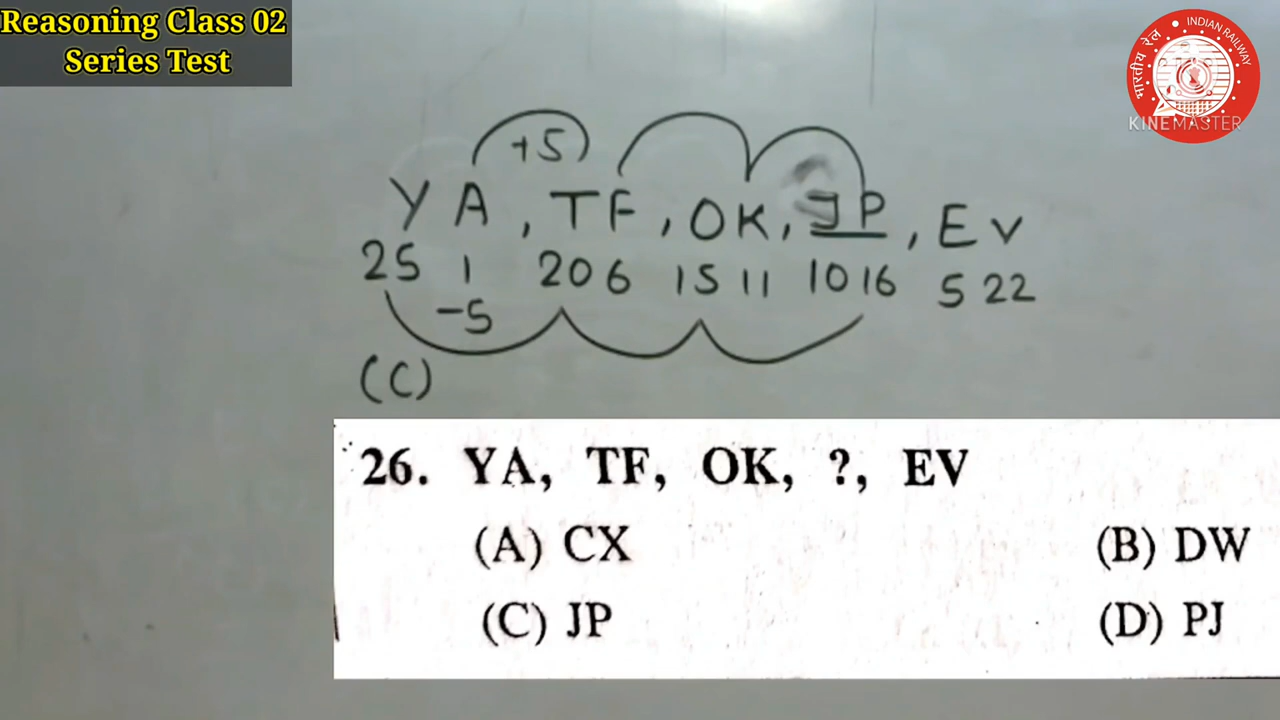 Reasoning Class 02
Series Test
भारतीय रेल INDIAN RAILWAY
KINEMASTER
+5
YA, TF, OK, JP, EV
25 1 20 6 15 11 10 16 5 22
-5
(C)
26. YA, TF, OK, ?, EV
(A) CX (B) DW
(C) JP (D) PJ